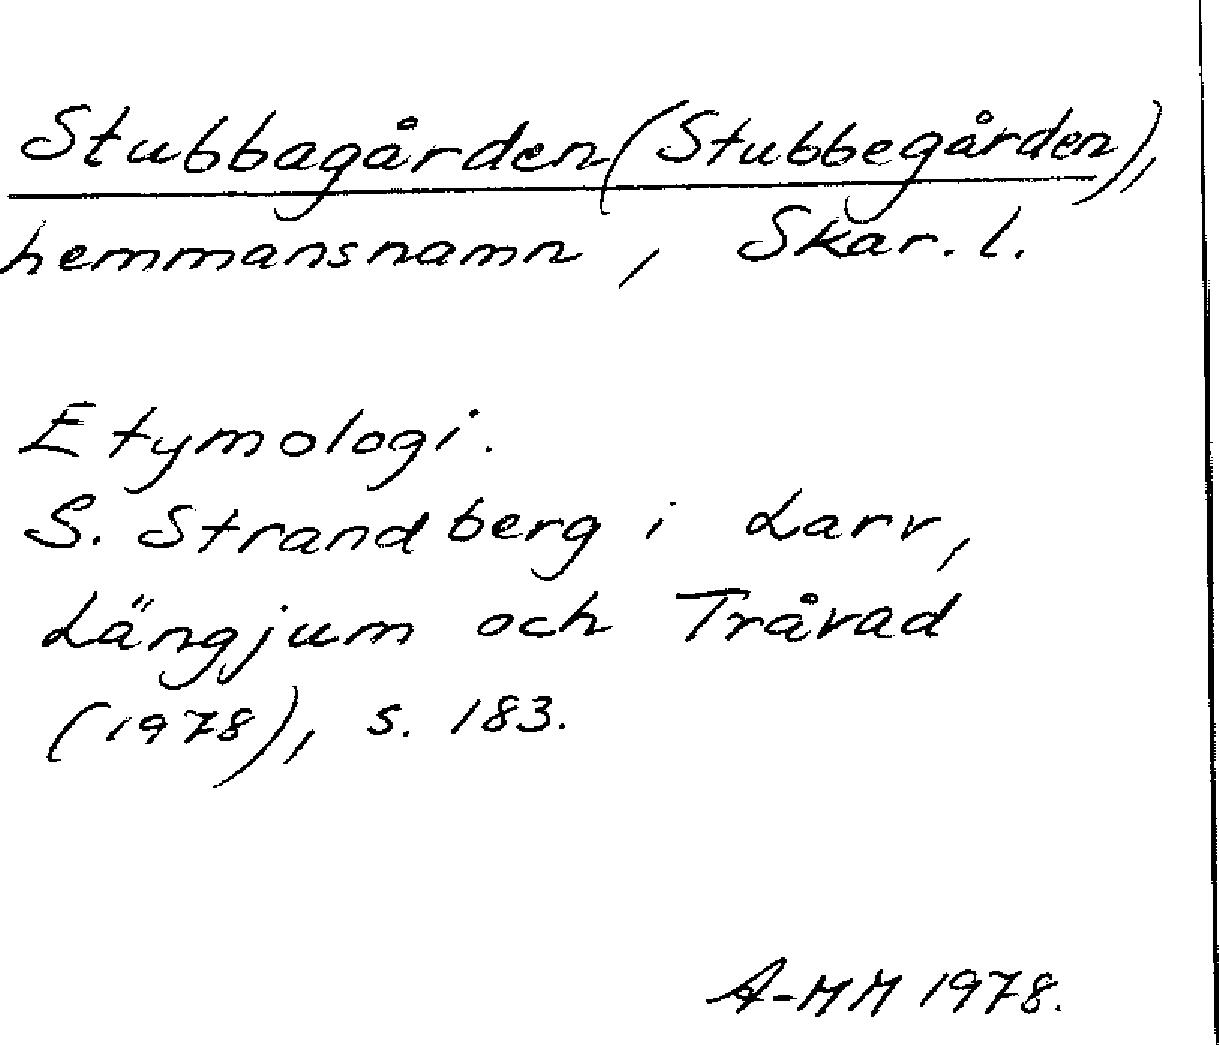 Stubbagården (Stubbegården),
hemmansnamn, Skar. l.
Etymologi.
S. Strandberg i Larv,
Längjum och Tråvad
(1978), s. 183.
A-MM 1978.